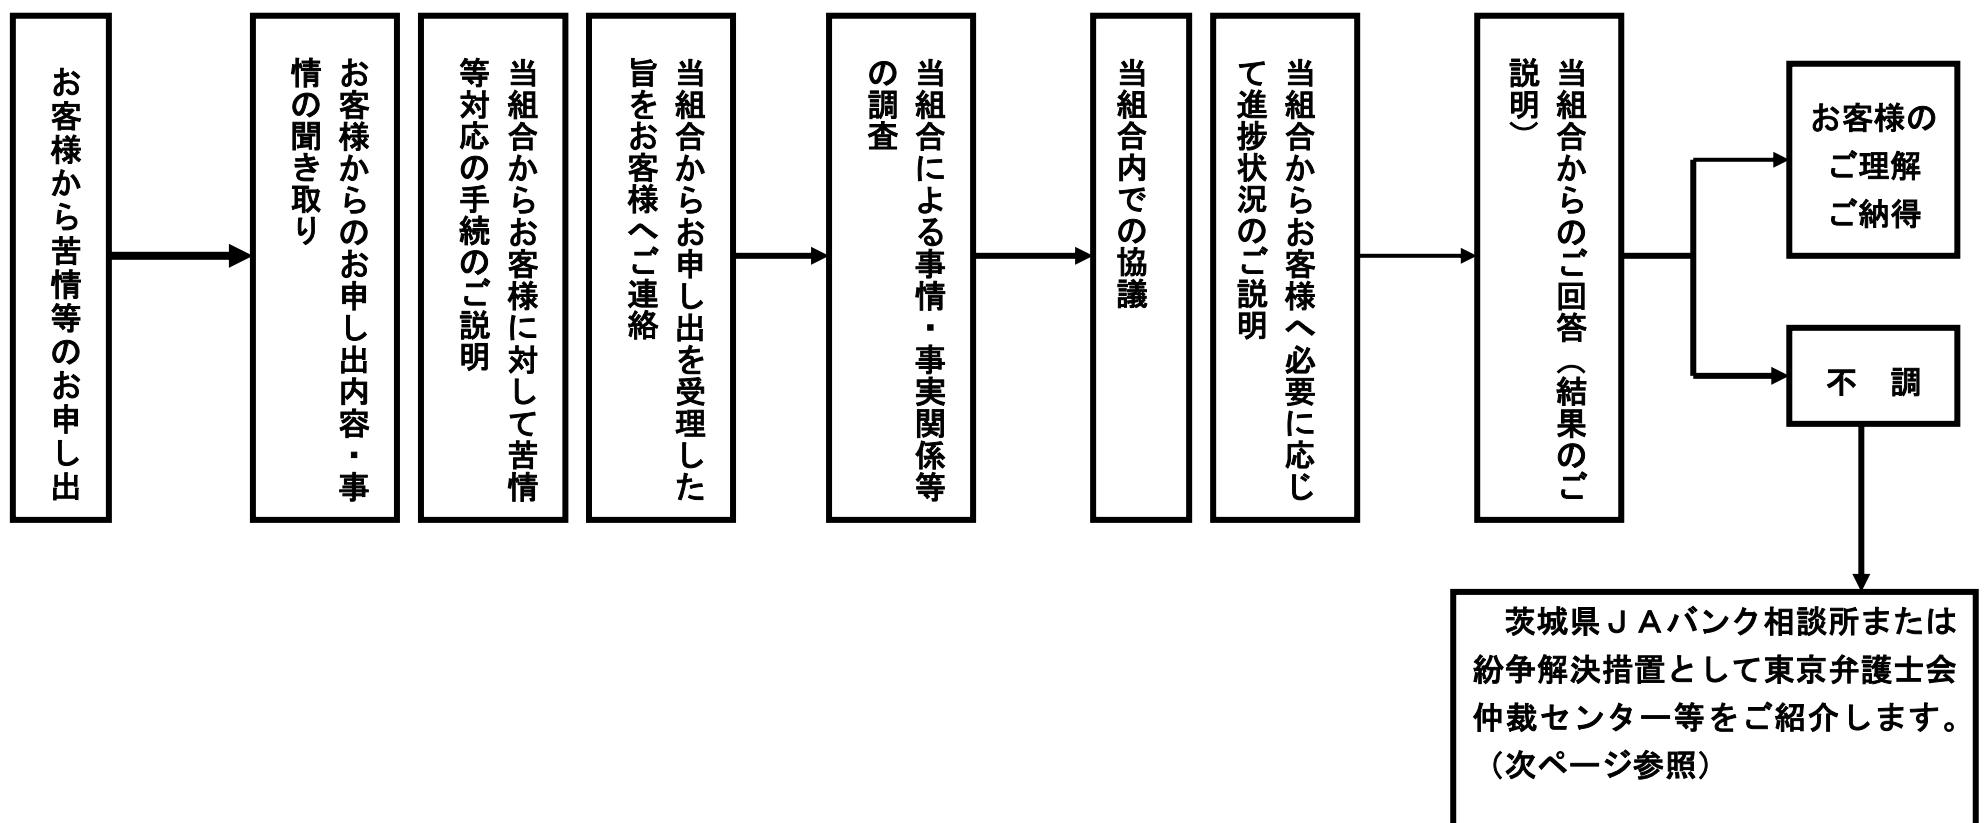 お客様から苦情等のお申し出
お客様からのお申し出内容・事
情の聞き取り
当組合からお客様に対して苦情
等対応の手続のご説明
当組合からお申し出を受理した
旨をお客様へご連絡
当組合による事情・事実関係等
の調査
当組合内での協議
当組合からお客様へ必要に応じ
て進捗状況のご説明
当組合からのご回答（結果のご
説明）
お客様の
ご理解
ご納得
不　調
茨城県ＪＡバンク相談所または
紛争解決措置として東京弁護士会
仲裁センター等をご紹介します。
（次ページ参照）